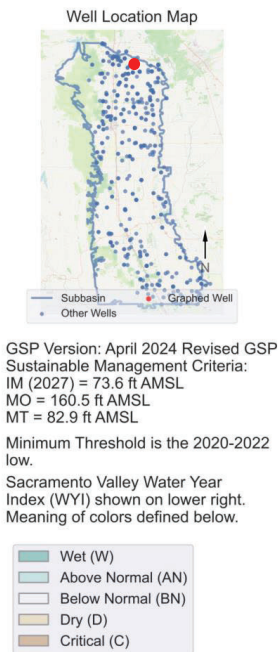 Well Location Map
N
Subbasin
Graphed Well
Other Wells
GSP Version: April 2024 Revised GSP
Sustainable Management Criteria:
IM (2027) = 73.6 ft AMSL
MO = 160.5 ft AMSL
MT = 82.9 ft AMSL
Minimum Threshold is the 2020-2022
low.
Sacramento Valley Water Year
Index (WYI) shown on lower right.
Meaning of colors defined below.
Wet (W)
Above Normal (AN)
Below Normal (BN)
Dry (D)
Critical (C)